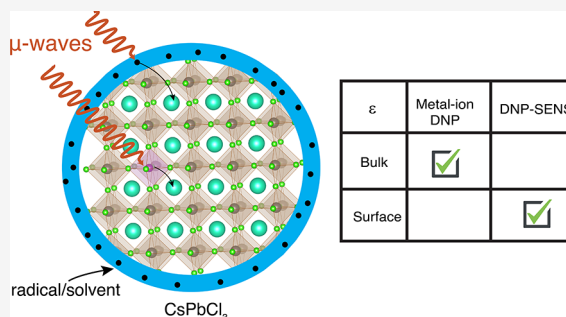 μ-waves
radical/solvent
CsPbCl₃
ε Metal-ion DNP DNP-SENS
Bulk
Surface